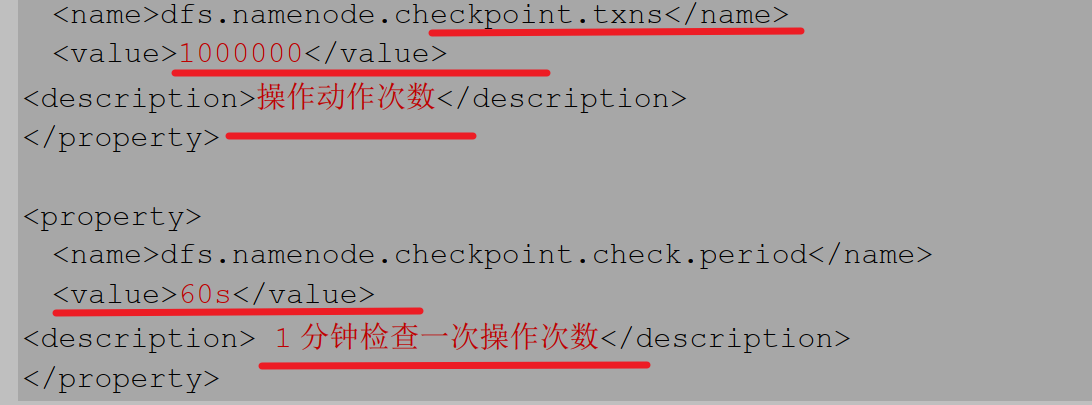 <name>dfs.namenode.checkpoint.txns</name>
<value>1000000</value>
<description>操作动作次数</description>
</property>
<property>
<name>dfs.namenode.checkpoint.check.period</name>
<value>60s</value>
<description> 1 分钟检查一次操作次数</description>
</property>